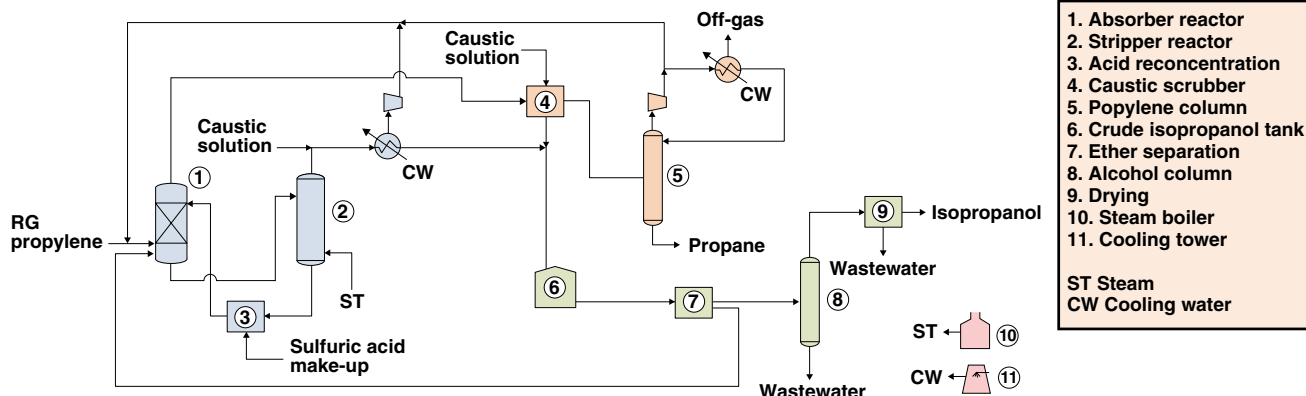 Off-gas
Caustic
solution
CW
4
5
Propane
Caustic
solution
CW
1
2
RG
propylene
ST
3
Sulfuric acid
make-up
6
7
8
Wastewater
9
Isopropanol
Wastewater
ST
10
CW
11
1. Absorber reactor
2. Stripper reactor
3. Acid reconcentration
4. Caustic scrubber
5. Popylene column
6. Crude isopropanol tank
7. Ether separation
8. Alcohol column
9. Drying
10. Steam boiler
11. Cooling tower
ST Steam
CW Cooling water